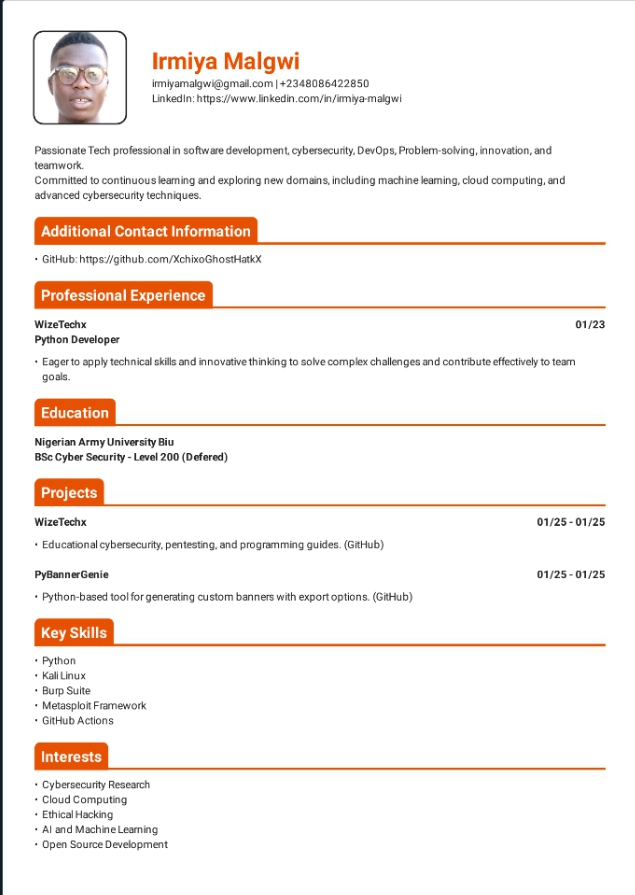 Irmiya Malgwi
irmiyamalgwi@gmail.com | +2348086422850
LinkedIn: https://www.linkedin.com/in/irmiya-malgwi
Passionate Tech professional in software development, cybersecurity, DevOps, Problem-solving, innovation, and
teamwork.
Committed to continuous learning and exploring new domains, including machine learning, cloud computing, and
advanced cybersecurity techniques.
Additional Contact Information
• GitHub: https://github.com/XchixoGhostHatkX
Professional Experience
WizeTechx 01/23
Python Developer
• Eager to apply technical skills and innovative thinking to solve complex challenges and contribute effectively to team
goals.
Education
Nigerian Army University Biu
BSc Cyber Security - Level 200 (Defered)
Projects
WizeTechx 01/25 - 01/25
• Educational cybersecurity, pentesting, and programming guides. (GitHub)
PyBannerGenie 01/25 - 01/25
• Python-based tool for generating custom banners with export options. (GitHub)
Key Skills
• Python
• Kali Linux
• Burp Suite
• Metasploit Framework
• GitHub Actions
Interests
• Cybersecurity Research
• Cloud Computing
• Ethical Hacking
• AI and Machine Learning
• Open Source Development